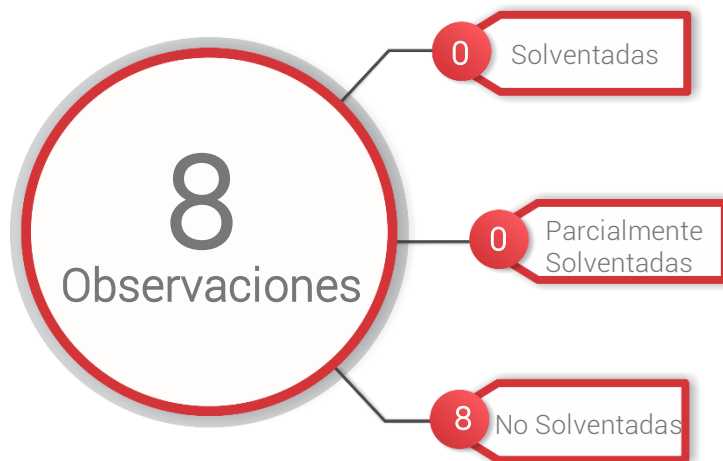 8
Observaciones
0
Solventadas
0
Parcialmente
Solventadas
8
No Solventadas